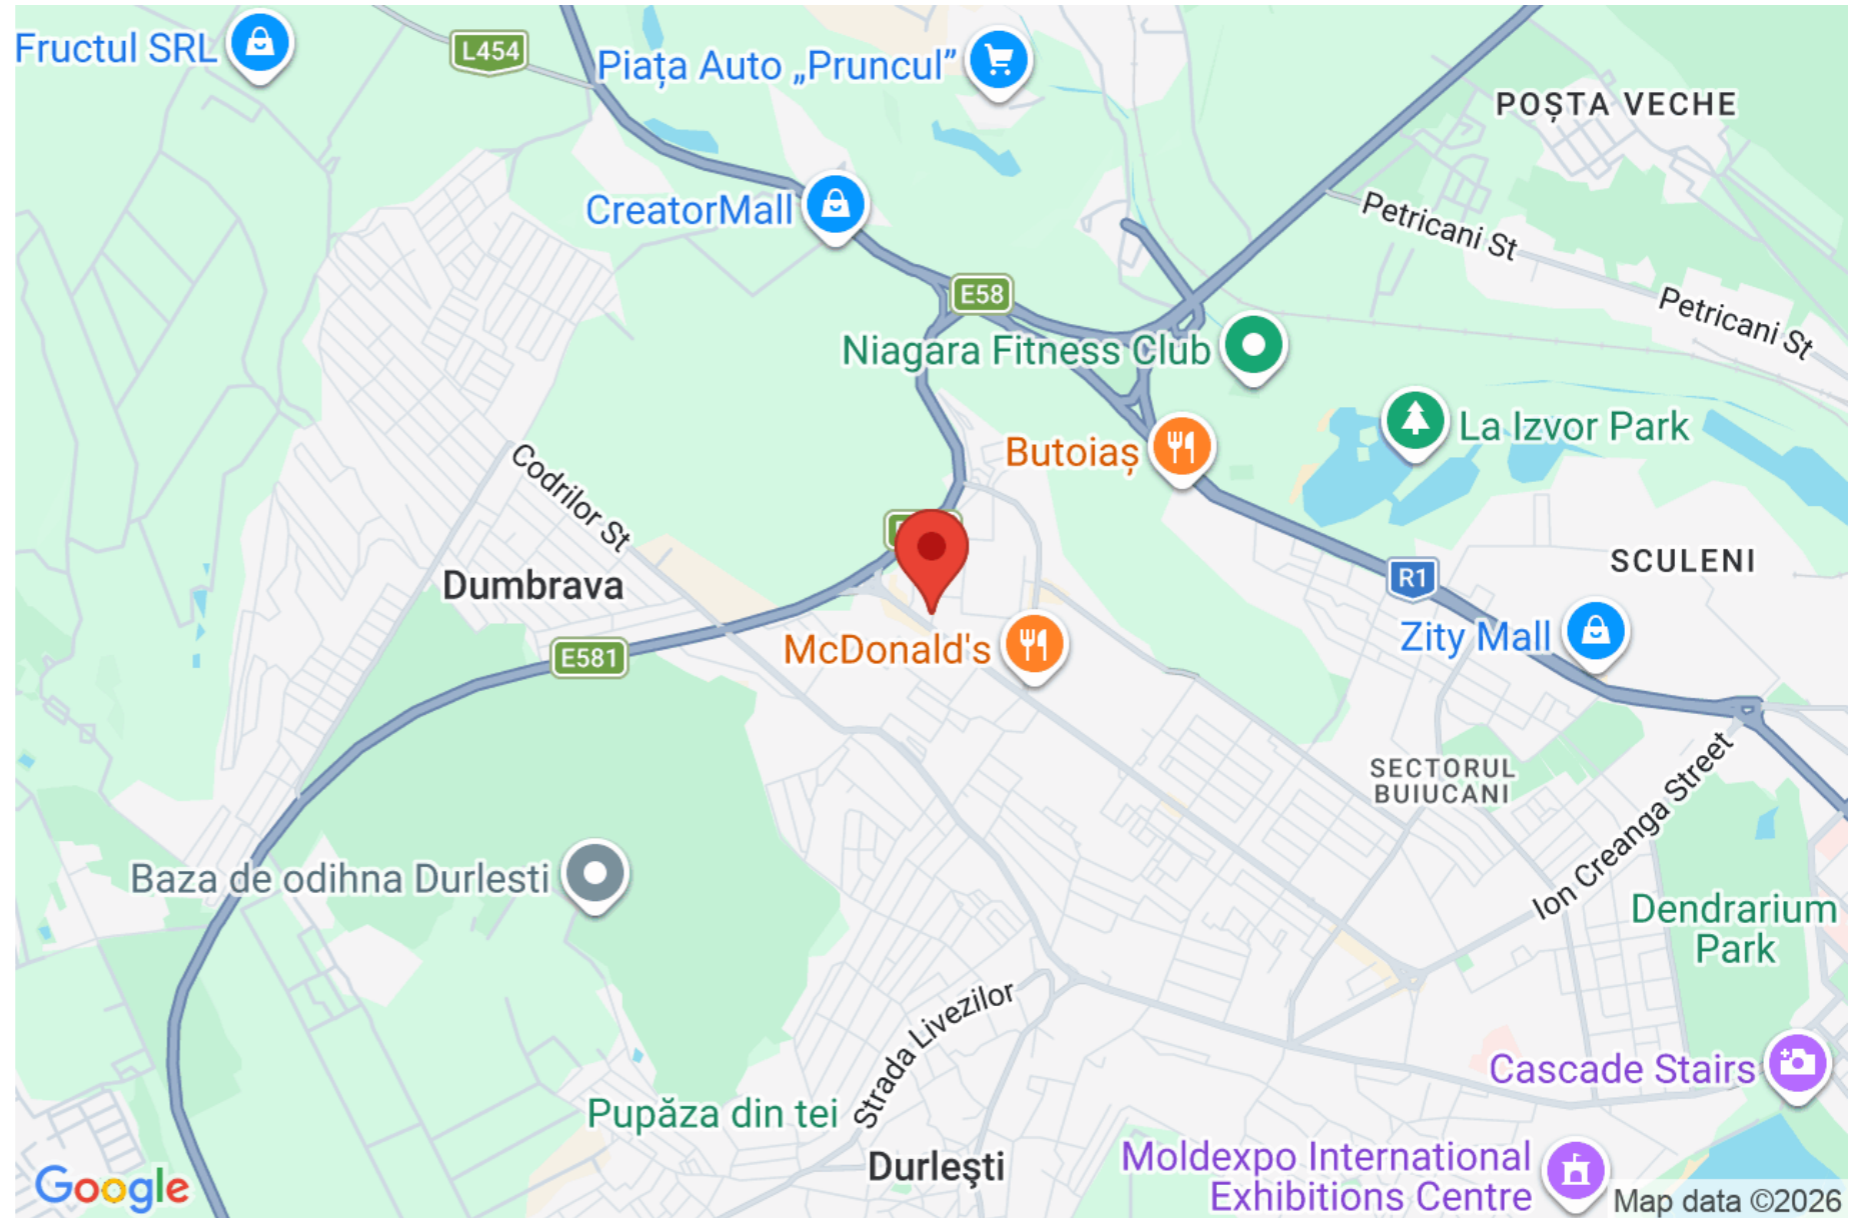 Fructul SRL
L454
Piața Auto „Pruncul”
POȘTA VECHE
CreatorMall
Petricani St
E58
Petricani St
Niagara Fitness Club
La Izvor Park
Butoiaș
Codrilor St
SCULENI
R1
Dumbrava
Zity Mall
McDonald's
E581
SECTORUL
BUIUCANI
Ion Creanga Street
Baza de odihna Durlesti
Dendrarium
Park
Strada Livezilor
Cascade Stairs
Pupăza din tei
Durleşti
Moldexpo International
Exhibitions Centre
Google
Map data ©2026